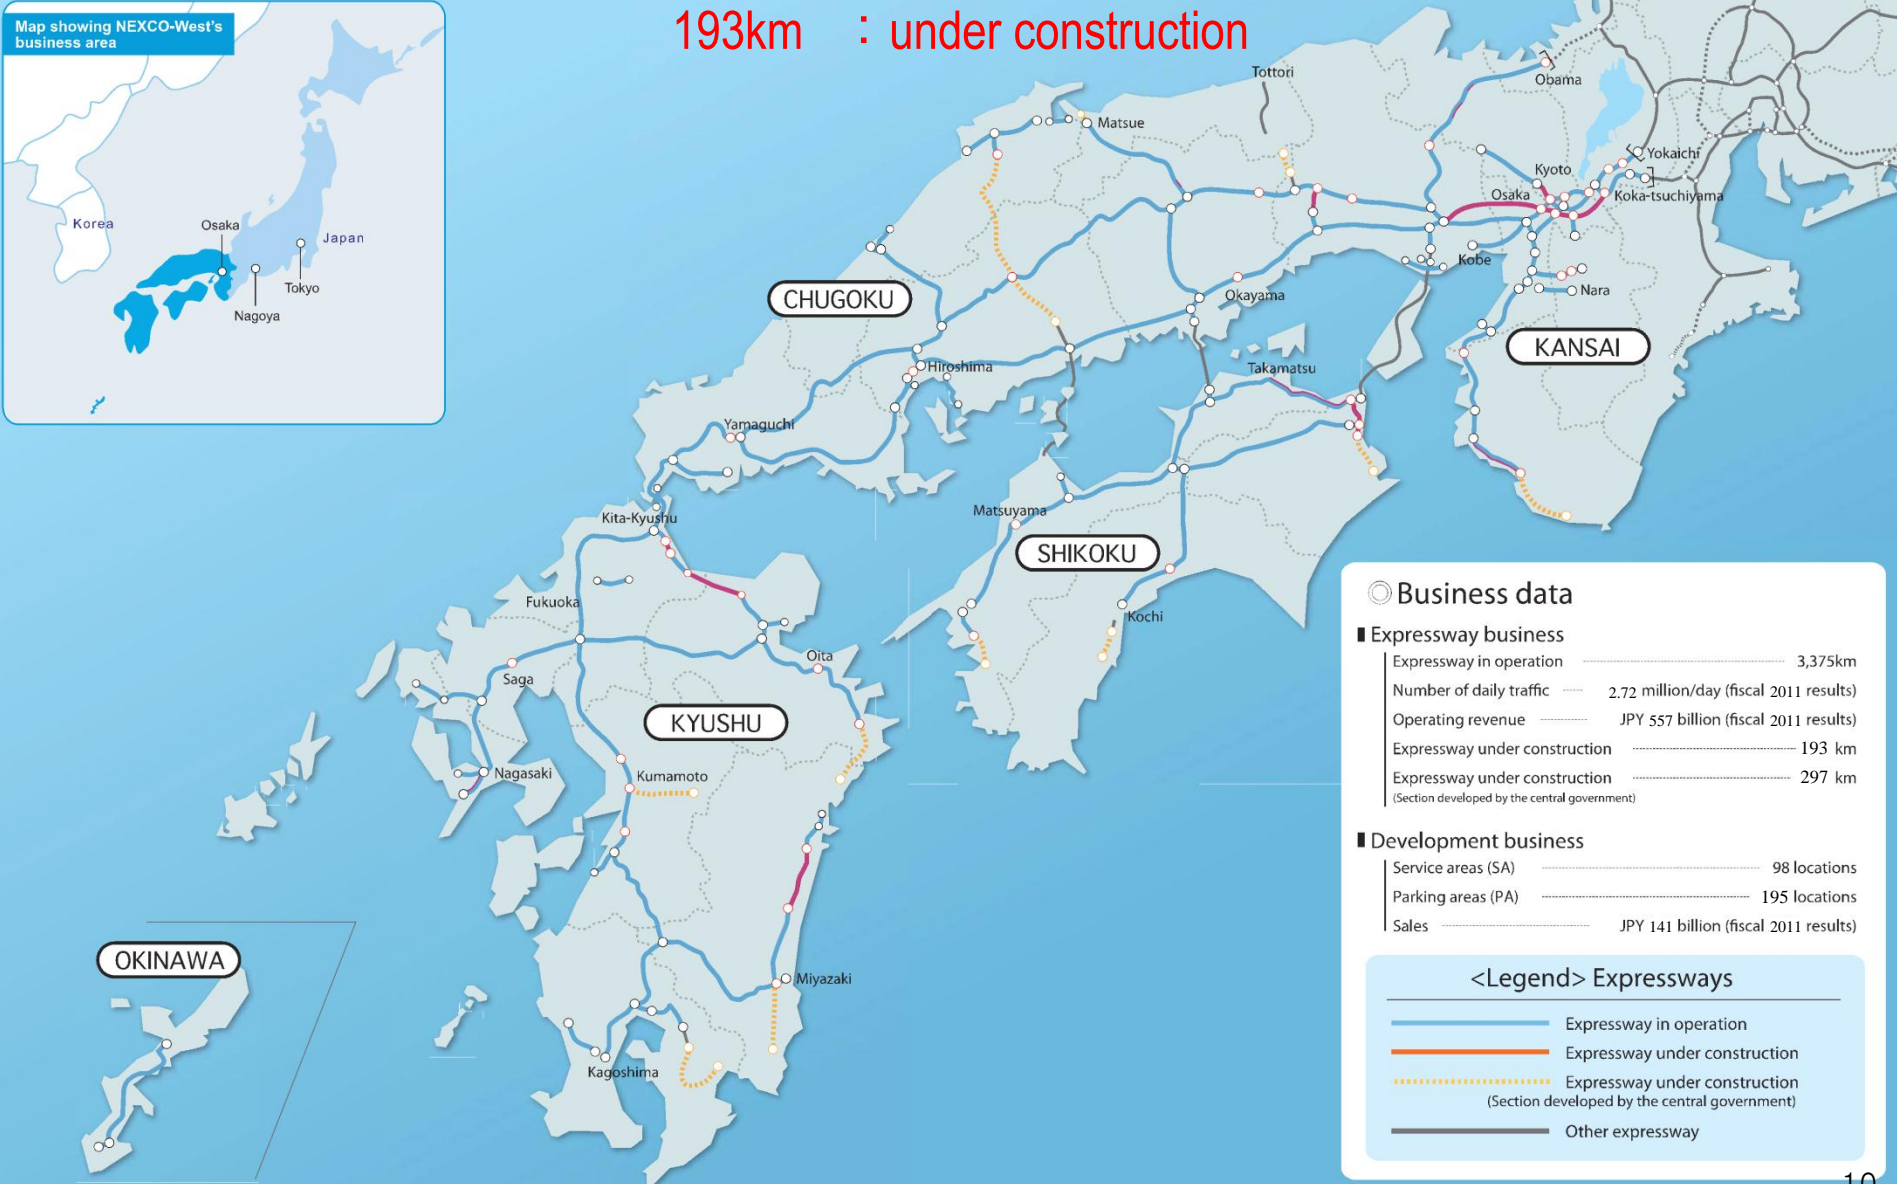 Map showing NEXCO-West's
business area
Korea
Osaka
Japan
Tokyo
Nagoya
193km : under construction
Tottori
Obama
Matsue
Yokaichi
Kyoto
Osaka
Koka-tsuchiyama
Kobe
Nara
CHUGOKU
Okayama
KANSAI
Hiroshima
Takamatsu
Yamaguchi
Matsuyama
Kita-Kyushu
SHIKOKU
Fukuoka
Kochi
Oita
Saga
KYUSHU
Nagasaki
Kumamoto
OKINAWA
Miyazaki
Kagoshima
Business data
Expressway business
Expressway in operation 3,375km
Number of daily traffic 2.72 million/day (fiscal 2011 results)
Operating revenue JPY 557 billion (fiscal 2011 results)
Expressway under construction 193 km
Expressway under construction 297 km
(Section developed by the central government)
Development business
Service areas (SA) 98 locations
Parking areas (PA) 195 locations
Sales JPY 141 billion (fiscal 2011 results)
<Legend> Expressways
Expressway in operation
Expressway under construction
Expressway under construction
(Section developed by the central government)
Other expressway